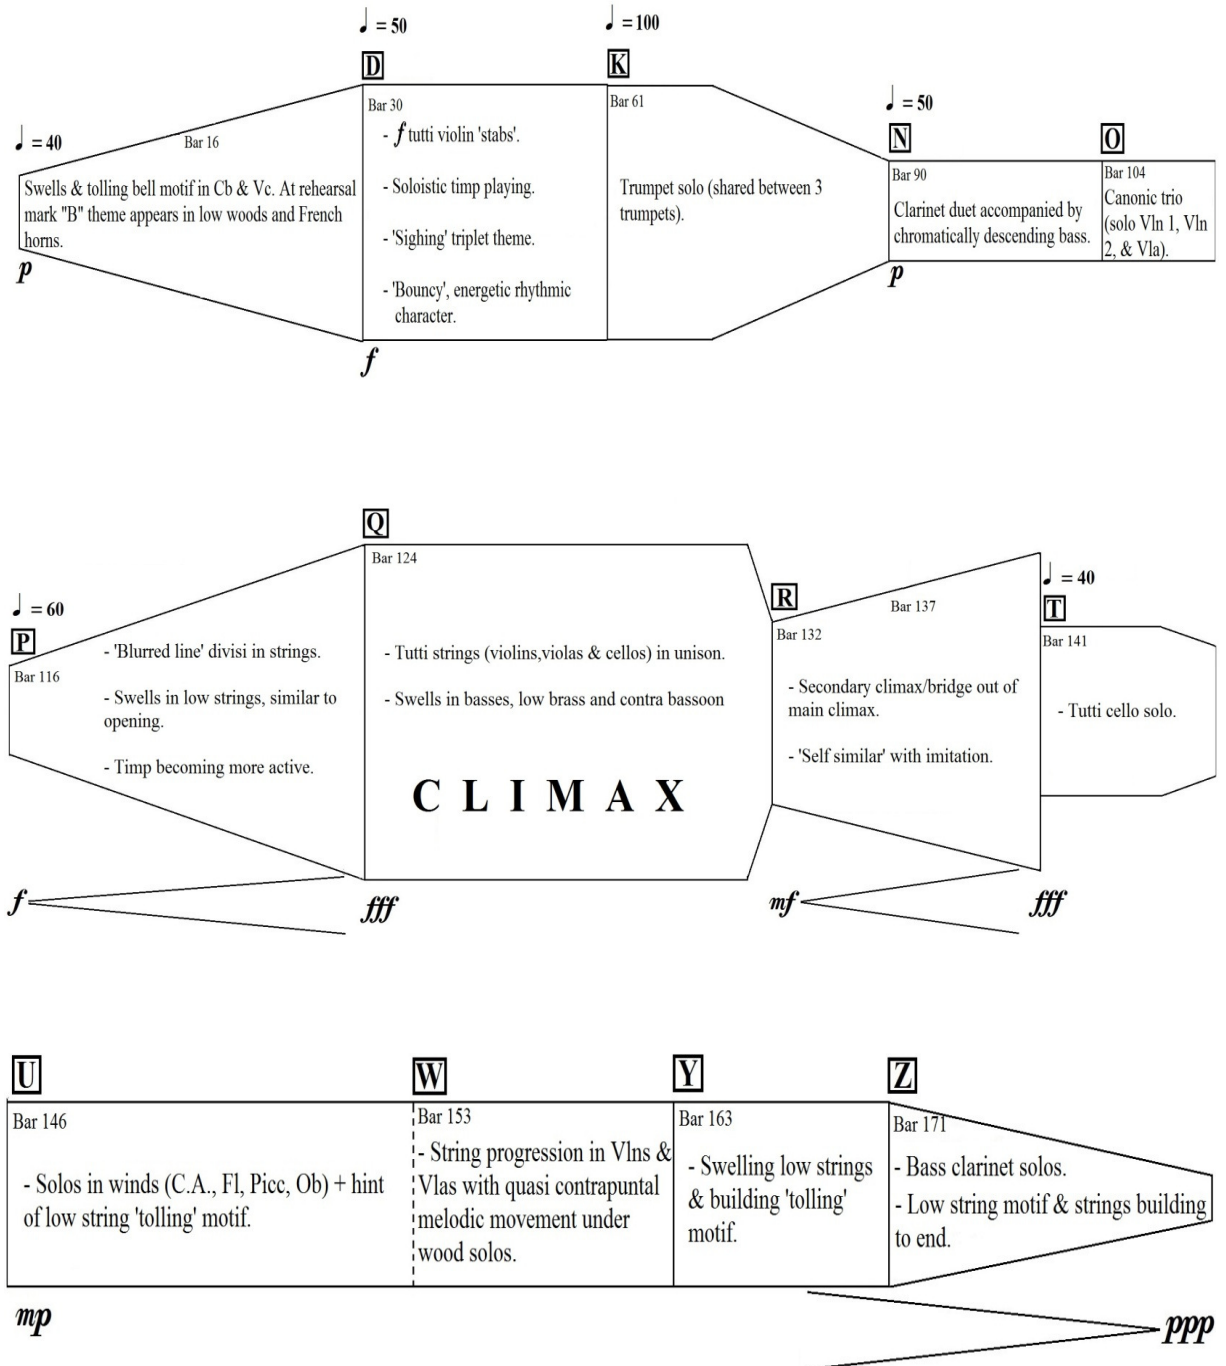 ♩ = 40
Bar 16
Swells & tolling bell motif in Cb & Vc. At rehearsal
mark "B" theme appears in low woods and French
horns.
p
♩ = 50
D
Bar 30
- f tutti violin 'stabs'.
- Soloistic timp playing.
- 'Sighing' triplet theme.
- 'Bouncy', energetic rhythmic
character.
f
♩ = 100
K
Bar 61
Trumpet solo (shared between 3
trumpets).
♩ = 50
N
Bar 90
Clarinet duet accompanied by
chromatically descending bass.
p
O
Bar 104
Canonic trio
(solo Vln 1, Vln
2, & Vla).
♩ = 60
P
Bar 116
- 'Blurred line' divisi in strings.
- Swells in low strings, similar to
opening.
- Timp becoming more active.
f
Q
Bar 124
- Tutti strings (violins,violas & cellos) in unison.
- Swells in basses, low brass and contra bassoon
CLIMAX
fff
R
Bar 132
Bar 137
- Secondary climax/bridge out of
main climax.
- 'Self similar' with imitation.
mf
♩ = 40
T
Bar 141
- Tutti cello solo.
fff
U
Bar 146
- Solos in winds (C.A., Fl, Picc, Ob) + hint
of low string 'tolling' motif.
mp
W
Bar 153
- String progression in Vlns &
Vlas with quasi contrapuntal
melodic movement under
wood solos.
Y
Bar 163
- Swelling low strings
& building 'tolling'
motif.
Z
Bar 171
- Bass clarinet solos.
- Low string motif & strings building
to end.
ppp